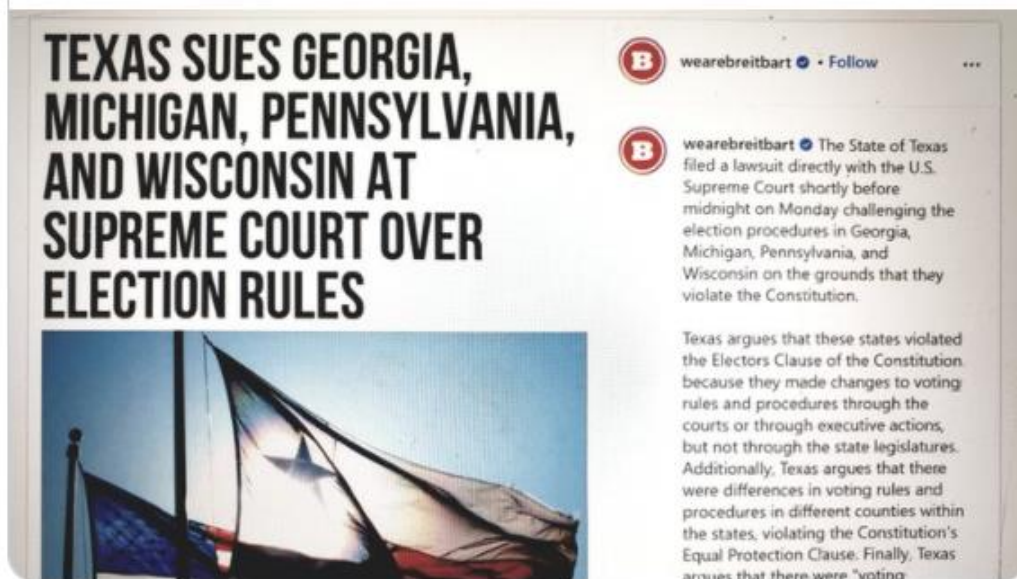 TEXAS SUES GEORGIA,
MICHIGAN, PENNSYLVANIA,
AND WISCONSIN AT
SUPREME COURT OVER
ELECTION RULES
B
wearebreitbart • Follow
B
wearebreitbart The State of Texas
filed a lawsuit directly with the U.S.
Supreme Court shortly before
midnight on Monday challenging the
election procedures in Georgia,
Michigan, Pennsylvania, and
Wisconsin on the grounds that they
violate the Constitution.
Texas argues that these states violated
the Electors Clause of the Constitution
because they made changes to voting
rules and procedures through the
courts or through executive actions,
but not through the state legislatures.
Additionally, Texas argues that there
were differences in voting rules and
procedures in different counties within
the states, violating the Constitution's
Equal Protection Clause. Finally, Texas
argues that there were "voting